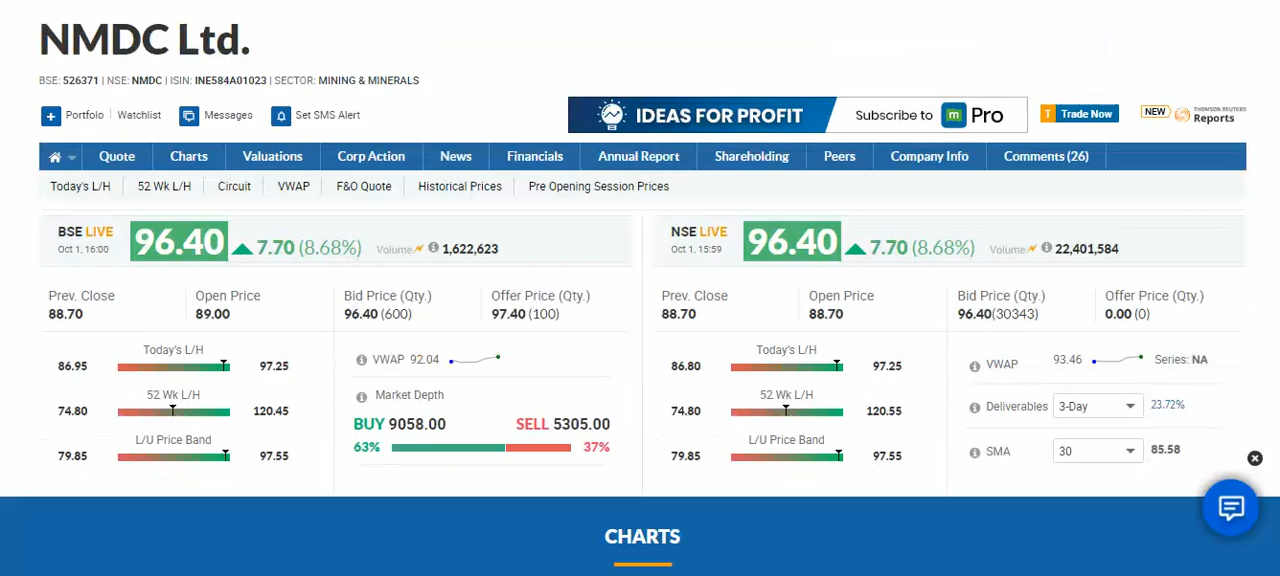 NMDC Ltd.
BSE: 526371 | NSE: NMDC | ISIN: INE584A01023 | SECTOR: MINING & MINERALS
Portfolo | Watchlist Messages Set SMS Alert
IDEAS FOR PROFIT Subscribe to m Pro
T Trade Now
NEW THOMSON REUTERS Reports
Quote Charts Valuations Corp Action News Financials Annual Report Shareholding Peers Company Info Comments (26)
Today's L/H 52 Wk L/H Circuit VWAP F&O Quote Historical Prices Pre Opening Session Prices
BSE LIVE
Oct 1, 16:00
96.40 7.70 (8.68%) Volume 1,622,623
Prev. Close
88.70
Open Price
89.00
Bid Price (Qty.)
96.40 (600)
Offer Price (Qty.)
97.40 (100)
Today's L/H
86.95 97.25
52 Wk L/H
74.80 120.45
L/U Price Band
79.85 97.55
VWAP 92.04
Market Depth
BUY 9058.00 SELL 5305.00
63% 37%
NSE LIVE
Oct 1, 15:59
96.40 7.70 (8.68%) Volume 22,401,584
Prev. Close
88.70
Open Price
88.70
Bid Price (Qty.)
96.40(30343)
Offer Price (Qty.)
0.00 (0)
Today's L/H
86.80 97.25
52 Wk L/H
74.80 120.55
L/U Price Band
79.85 97.55
VWAP 93.46 Series: NA
Deliverables 3-Day 23.72%
SMA 30 85.58
CHARTS